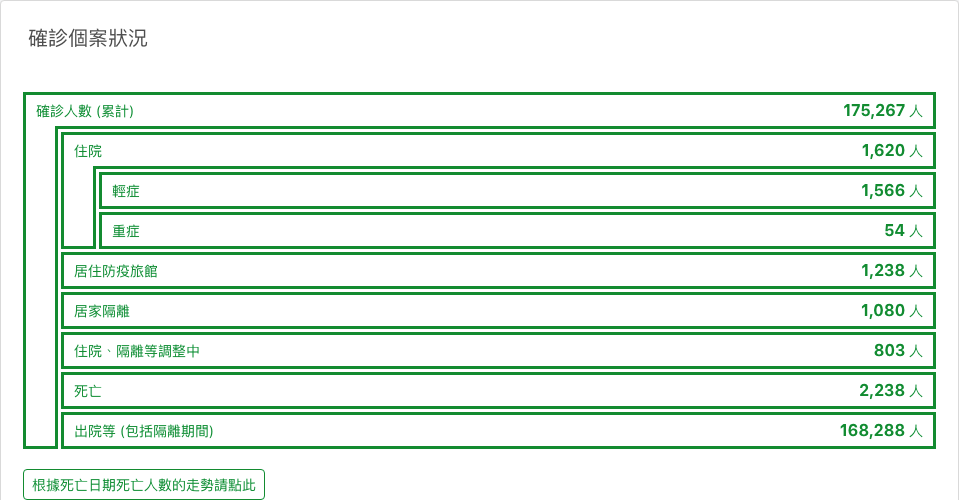 確診個案狀況
確診人數 (累計) 175,267 人
住院 1,620 人
輕症 1,566 人
重症 54 人
居住防疫旅館 1,238 人
居家隔離 1,080 人
住院、隔離等調整中 803 人
死亡 2,238 人
出院等 (包括隔離期間) 168,288 人
根據死亡日期死亡人數的走勢請點此